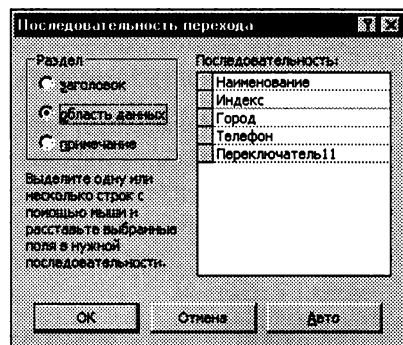 Последовательность перехода
Раздел
заголовок
область данных
примечание
Выделите одну или
несколько строк с
помощью мыши и
расставьте выбранные
поля в нужной
последовательности.
Последовательность:
Наименование
Индекс
Город
Телефон
Переключатель11
ОК
Отмена
Авто